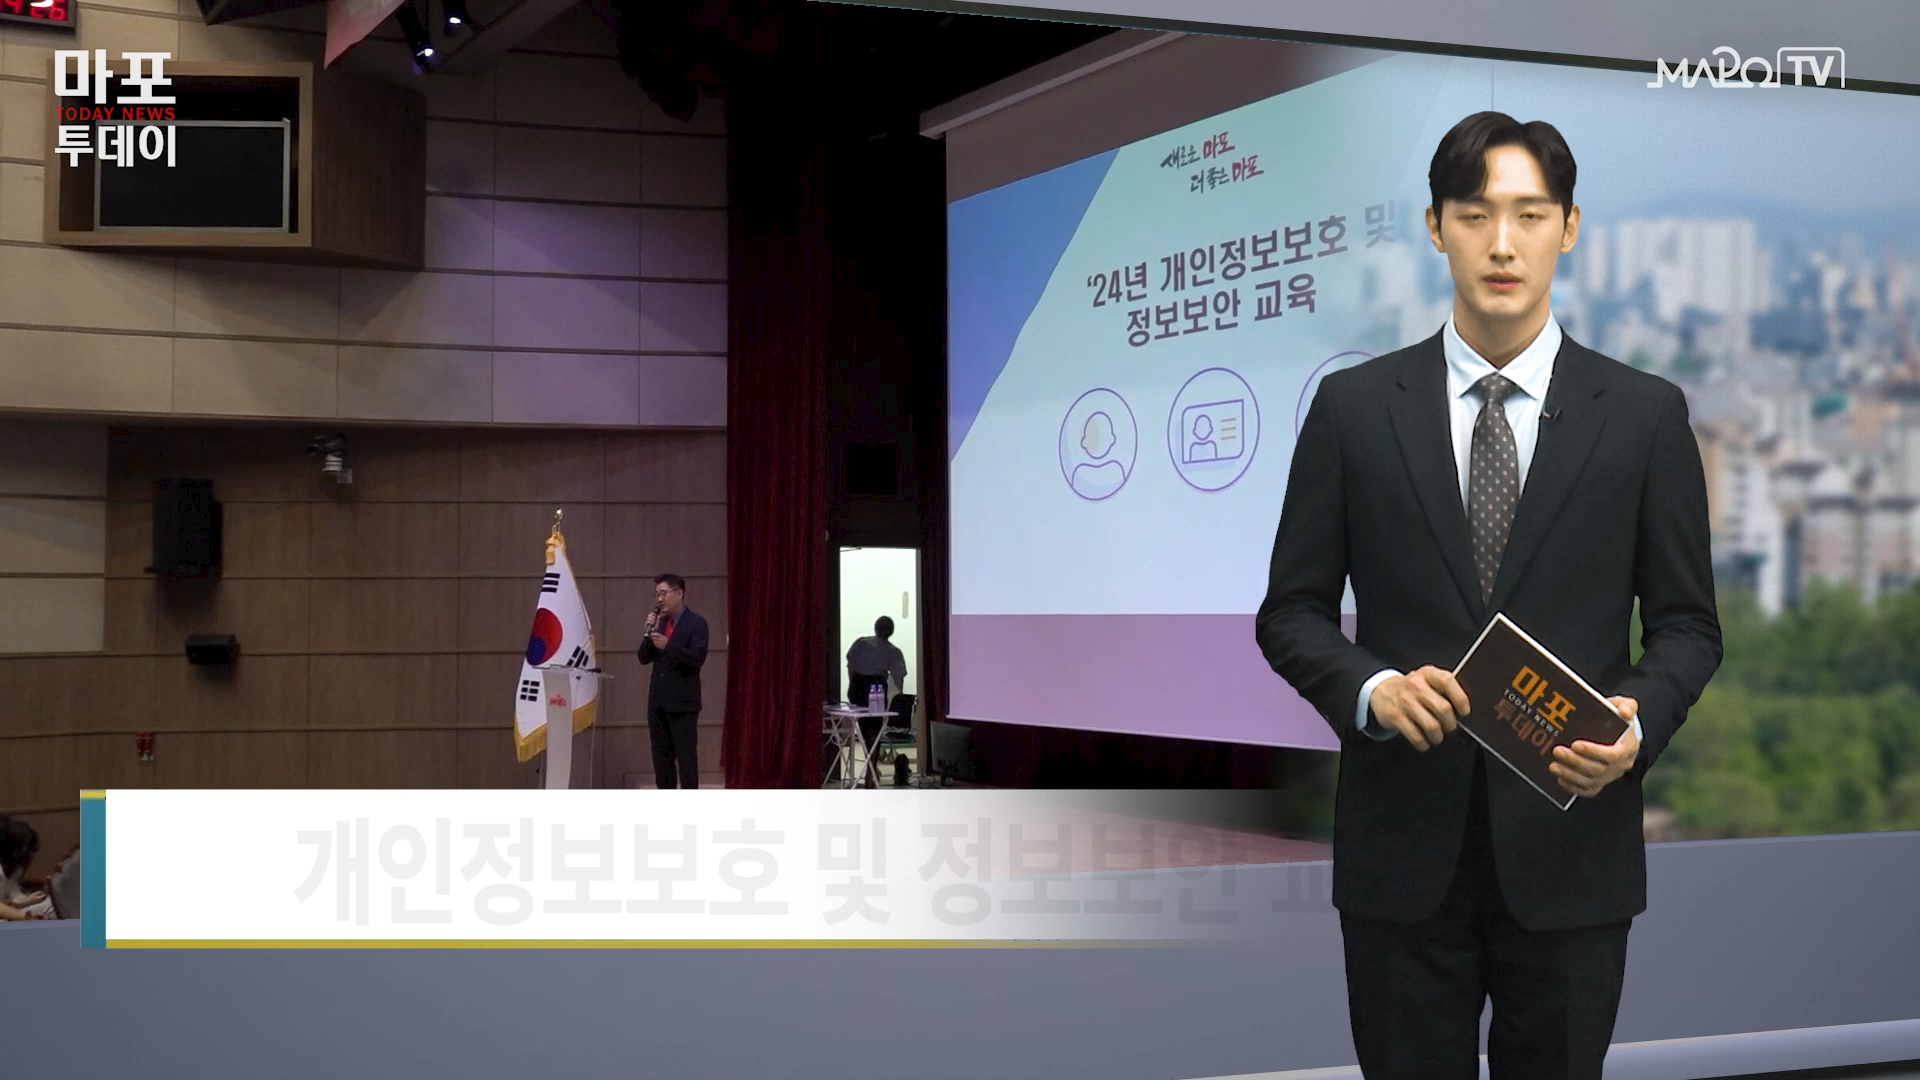 마포
TODAY NEWS
투데이
MAPO TV
새로운 마포
더 좋은 마포
‘24년 개인정보보호 및
정보보안 교육
마포
TODAY NEWS
투데이
개인정보보호 및 정보보안 교